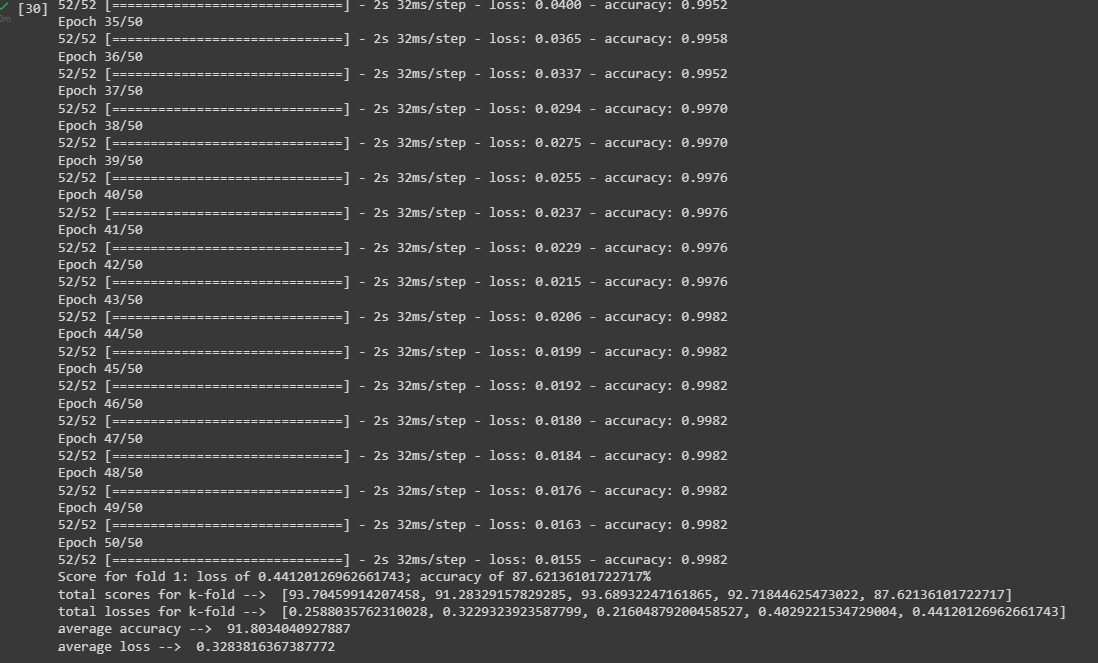 [30] 52/52 [==============================] - 2s 32ms/step - loss: 0.0400 - accuracy: 0.9952
Epoch 35/50
52/52 [==============================] - 2s 32ms/step - loss: 0.0365 - accuracy: 0.9958
Epoch 36/50
52/52 [==============================] - 2s 32ms/step - loss: 0.0337 - accuracy: 0.9952
Epoch 37/50
52/52 [==============================] - 2s 32ms/step - loss: 0.0294 - accuracy: 0.9970
Epoch 38/50
52/52 [==============================] - 2s 32ms/step - loss: 0.0275 - accuracy: 0.9970
Epoch 39/50
52/52 [==============================] - 2s 32ms/step - loss: 0.0255 - accuracy: 0.9976
Epoch 40/50
52/52 [==============================] - 2s 32ms/step - loss: 0.0237 - accuracy: 0.9976
Epoch 41/50
52/52 [==============================] - 2s 32ms/step - loss: 0.0229 - accuracy: 0.9976
Epoch 42/50
52/52 [==============================] - 2s 32ms/step - loss: 0.0215 - accuracy: 0.9976
Epoch 43/50
52/52 [==============================] - 2s 32ms/step - loss: 0.0206 - accuracy: 0.9982
Epoch 44/50
52/52 [==============================] - 2s 32ms/step - loss: 0.0199 - accuracy: 0.9982
Epoch 45/50
52/52 [==============================] - 2s 32ms/step - loss: 0.0192 - accuracy: 0.9982
Epoch 46/50
52/52 [==============================] - 2s 32ms/step - loss: 0.0180 - accuracy: 0.9982
Epoch 47/50
52/52 [==============================] - 2s 32ms/step - loss: 0.0184 - accuracy: 0.9982
Epoch 48/50
52/52 [==============================] - 2s 32ms/step - loss: 0.0176 - accuracy: 0.9982
Epoch 49/50
52/52 [==============================] - 2s 32ms/step - loss: 0.0163 - accuracy: 0.9982
Epoch 50/50
52/52 [==============================] - 2s 32ms/step - loss: 0.0155 - accuracy: 0.9982
Score for fold 1: loss of 0.44120126962661743; accuracy of 87.62136101722717%
total scores for k-fold --> [93.70459914207458, 91.28329157829285, 93.68932247161865, 92.71844625473022, 87.62136101722717]
total losses for k-fold --> [0.2588035762310028, 0.3229323923587799, 0.21604879200458527, 0.4029221534729004, 0.44120126962661743]
average accuracy --> 91.8034040927887
average loss --> 0.3283816367387772